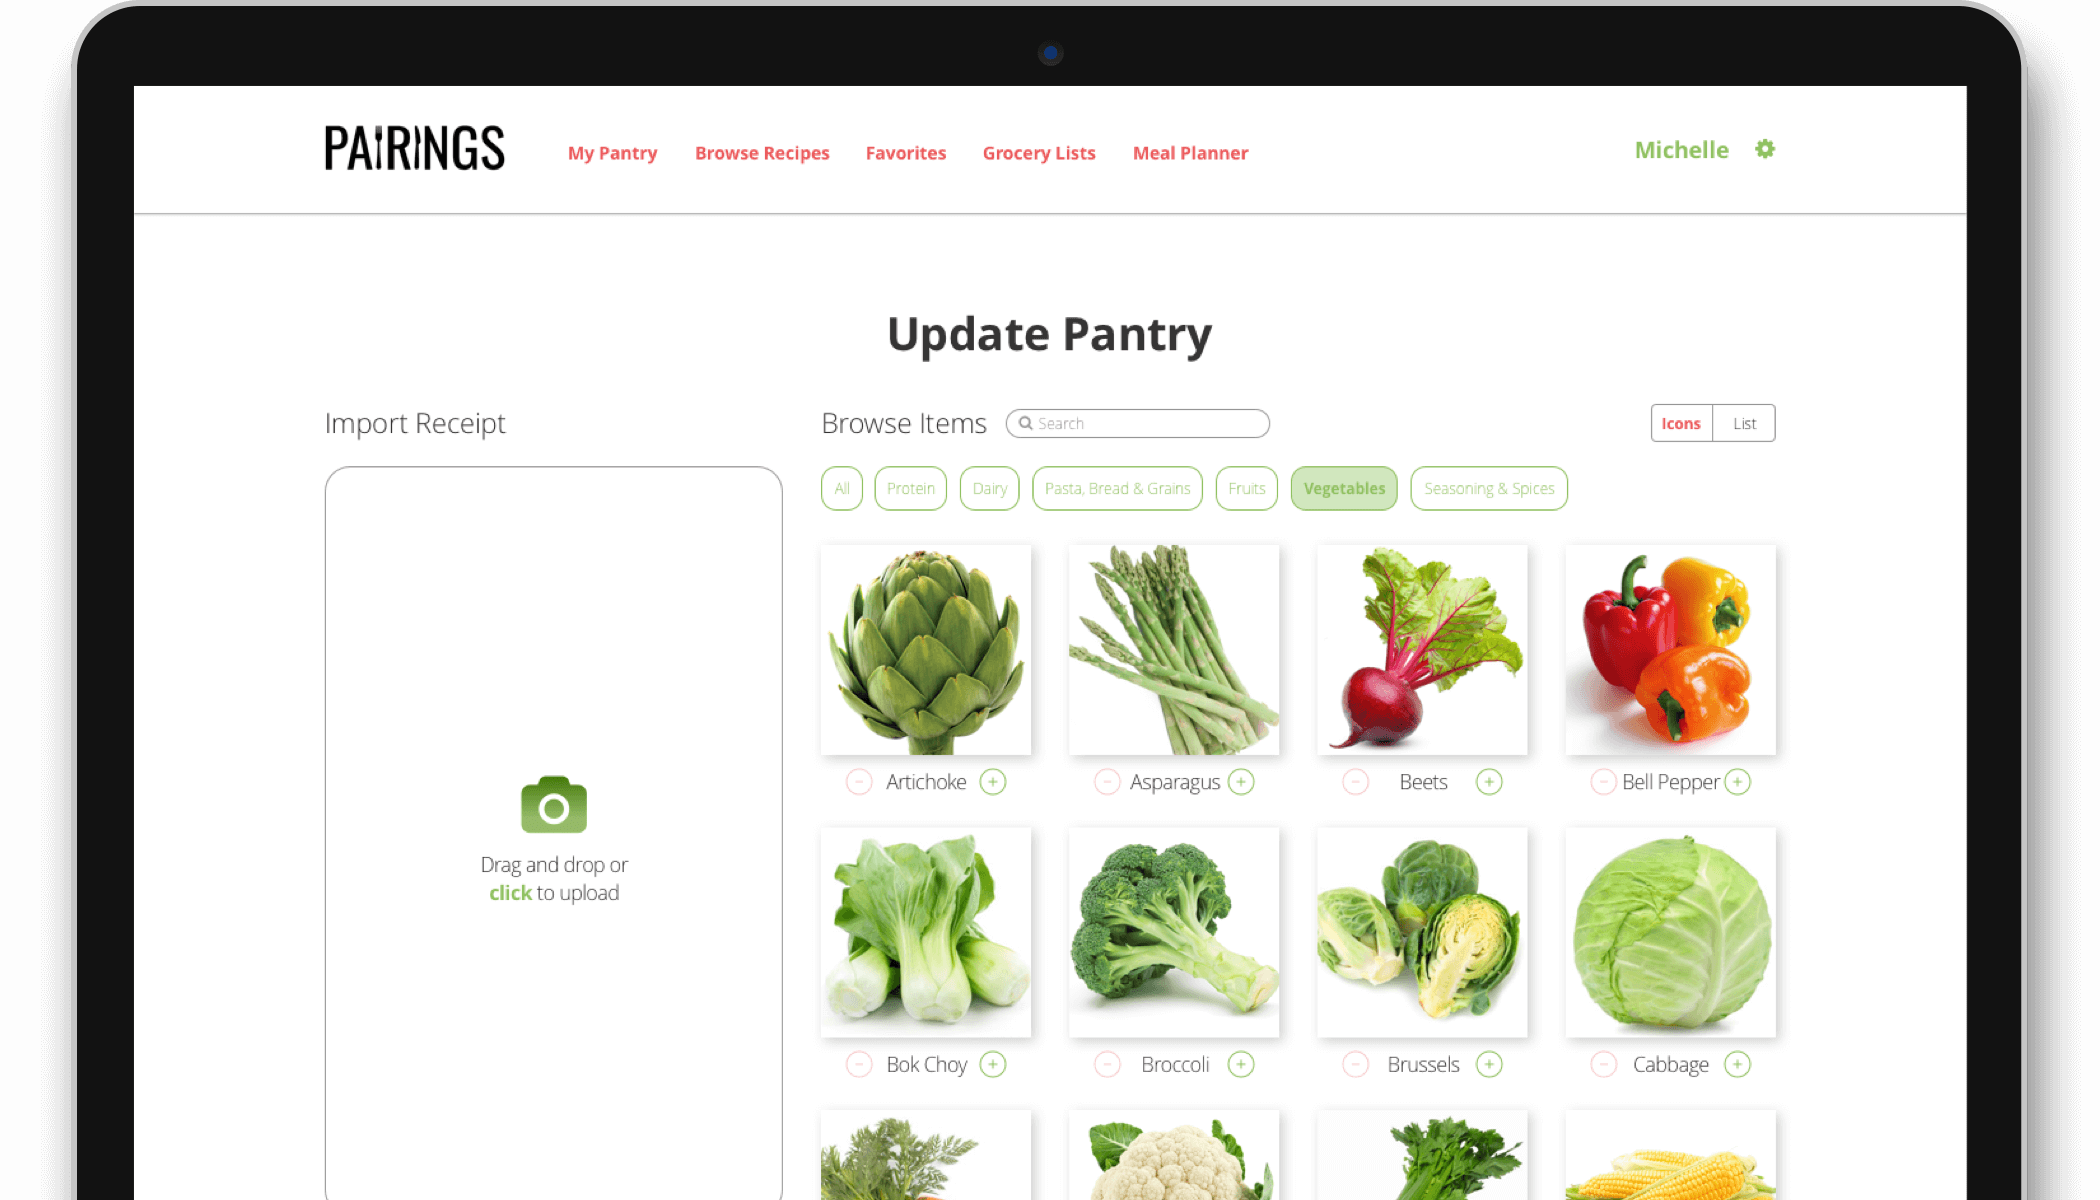 PAIRINGS
My Pantry Browse Recipes Favorites Grocery Lists Meal Planner
Michelle
Update Pantry
Import Receipt
Drag and drop or
click to upload
Browse Items
Search
Icons List
All Protein Dairy Pasta, Bread & Grains Fruits Vegetables Seasoning & Spices
− Artichoke + − Asparagus + − Beets + − Bell Pepper +
− Bok Choy + − Broccoli + − Brussels + − Cabbage +